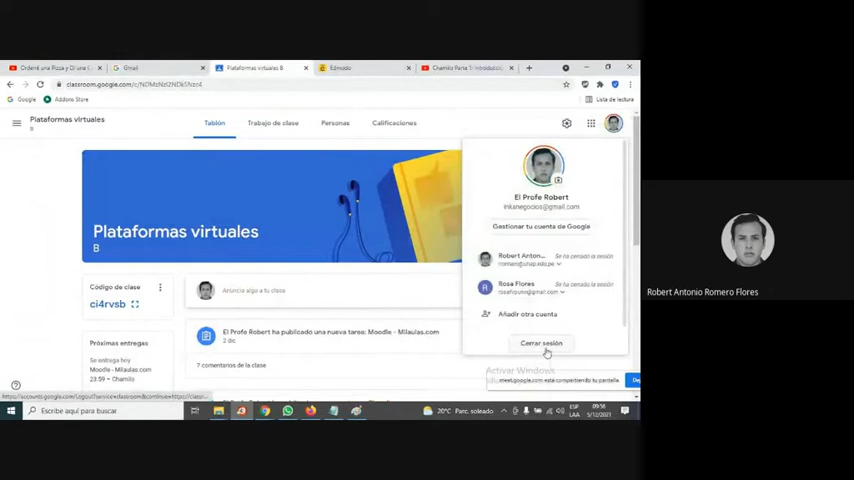 Ordené una Pizza y Di una C
Gmail
Plataformas virtuales B
Edmodo
Chamilo Parte 1: Introducció
Google
Addons Store
Lista de lectura
Plataformas virtuales
B
Tablón
Trabajo de clase
Personas
Calificaciones
Plataformas virtuales
B
El Profe Robert
inkanegocios@gmail.com
Gestionar tu cuenta de Google
Robert Anton...
Se ha cerrado la sesión
Rosa Flores
Se ha cerrado la sesión
Añadir otra cuenta
Cerrar sesión
Código de clase
ci4rvsb
Anuncia algo a tu clase
El Profe Robert ha publicado una nueva tarea: Moodle - Milaulas.com
2 dic
7 comentarios de la clase
Próximas entregas
Se entrega hoy
23:59 – Chamilo
Moodle - Milaulas.com
Activar Windows
meet.google.com está compartiendo tu pantalla.
Escribe aquí para buscar
20°C Parc. soleado
ESP
LAA
09:56
5/12/2021
Robert Antonio Romero Flores